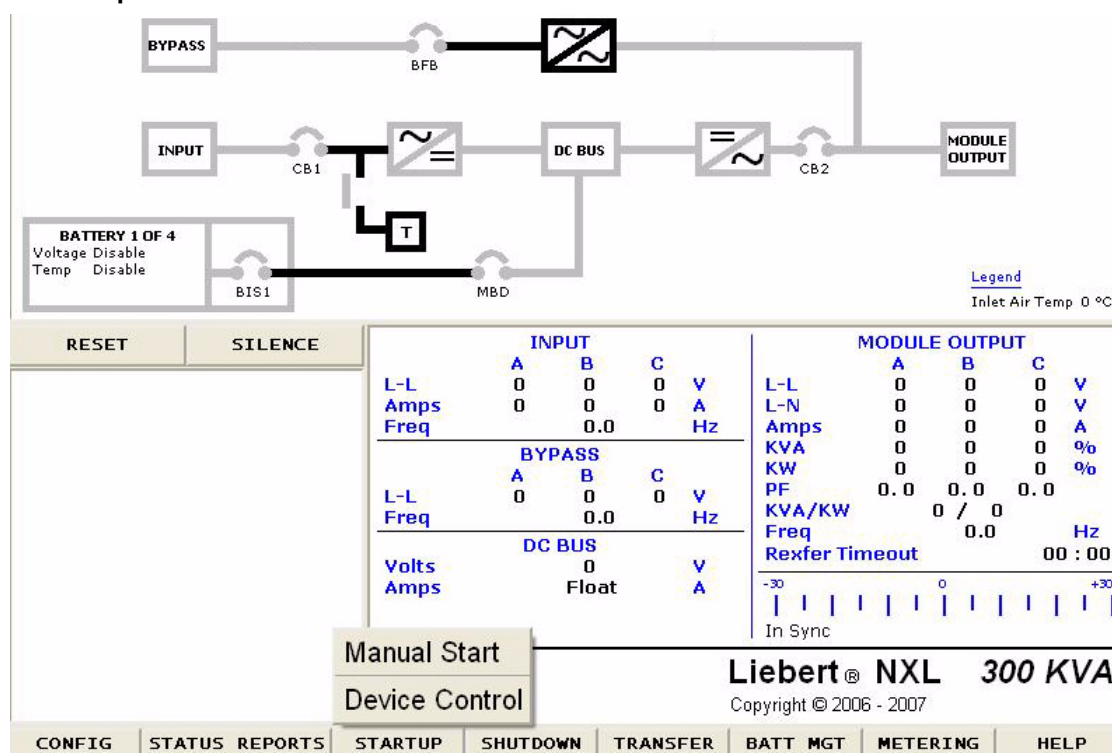 BYPASS
BFB
INPUT
CB1
DC BUS
CB2
MODULE
OUTPUT
T
BATTERY 1 OF 4
Voltage Disable
Temp Disable
BIS1
MBD
Legend
Inlet Air Temp 0 °C
RESET SILENCE
INPUT
A B C
L-L 0 0 0 V
Amps 0 0 0 A
Freq 0.0 Hz
BYPASS
A B C
L-L 0 0 0 V
Freq 0.0 Hz
DC BUS
Volts 0 V
Amps Float A
MODULE OUTPUT
A B C
L-L 0 0 0 V
L-N 0 0 0 V
Amps 0 0 0 A
KVA 0 0 0 %
KW 0 0 0 %
PF 0.0 0.0 0.0
KVA/KW 0 / 0
Freq 0.0 Hz
Rexfer Timeout 00 : 00
-30 0 +30
In Sync
Manual Start
Device Control
Liebert ® NXL 300 KVA
Copyright © 2006 - 2007
CONFIG STATUS REPORTS STARTUP SHUTDOWN TRANSFER BATT MGT METERING HELP